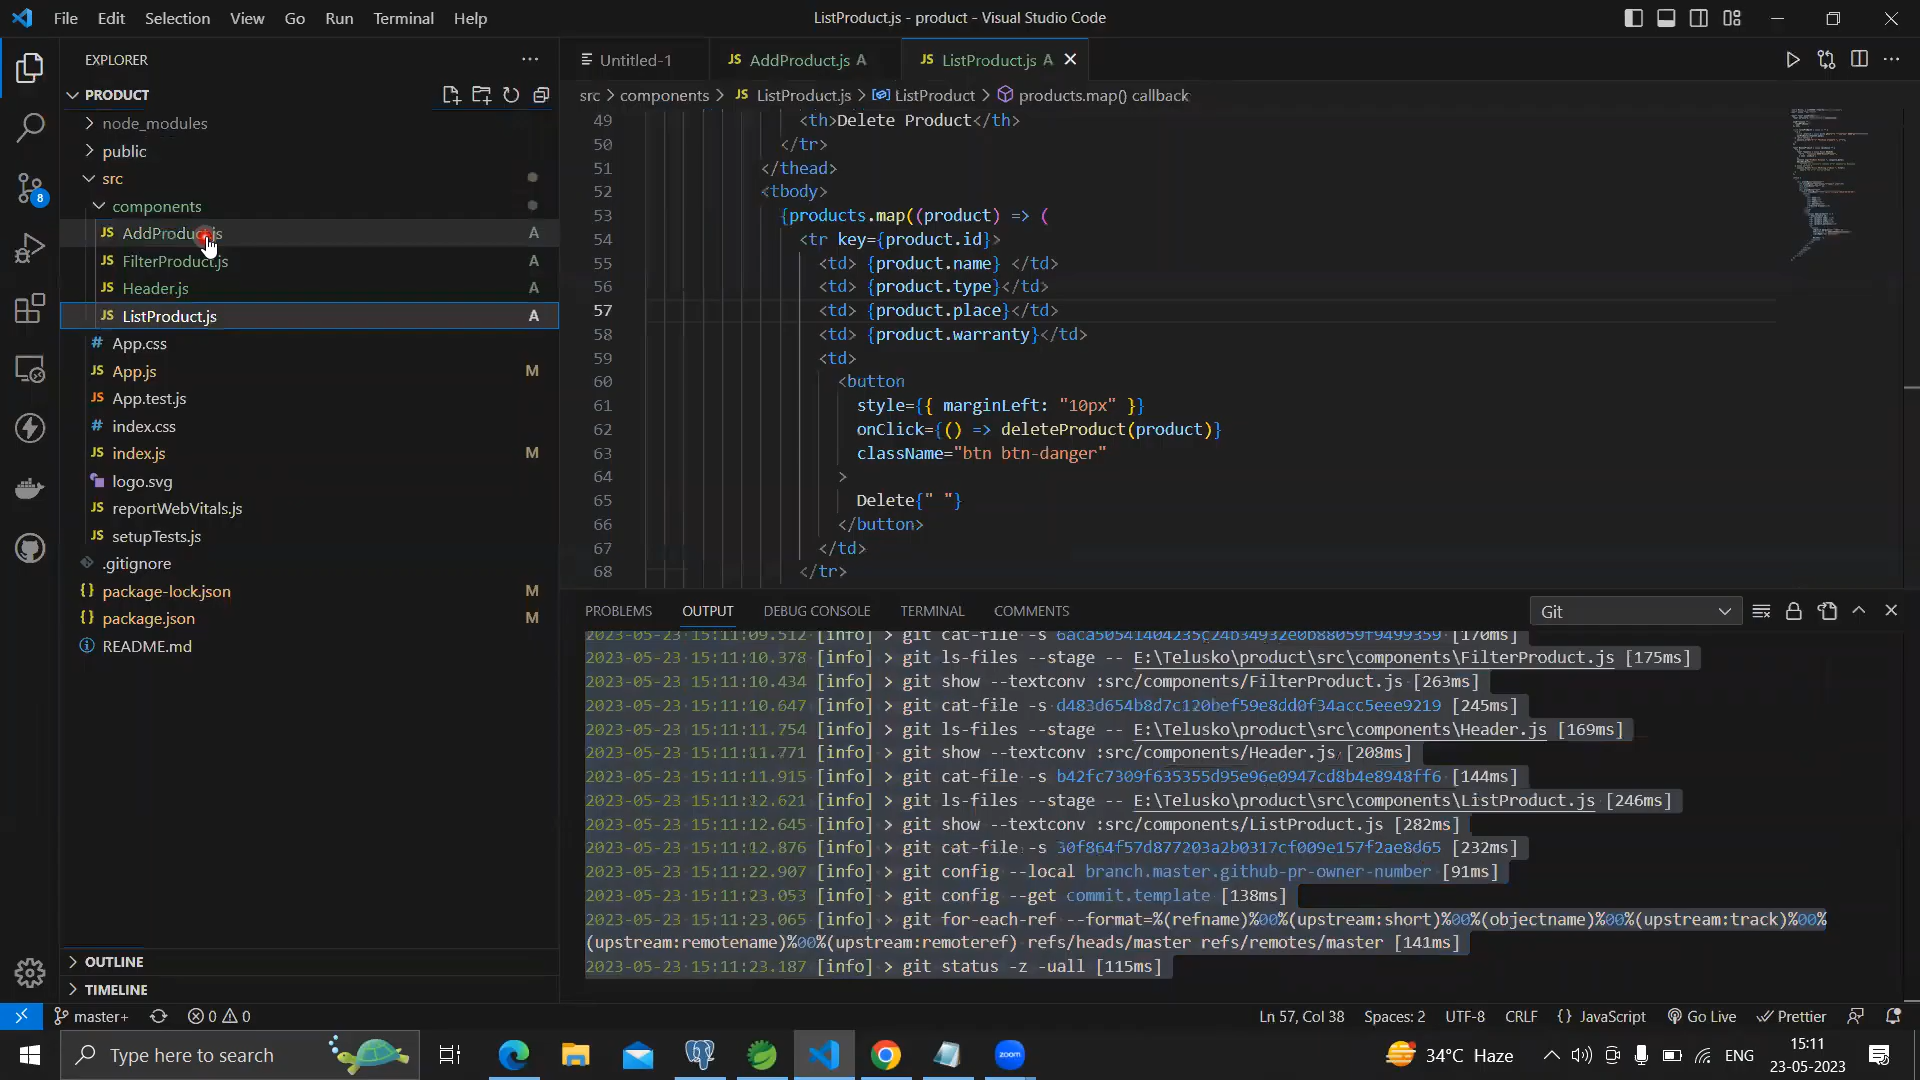 File Edit Selection View Go Run Terminal Help
ListProduct.js - product - Visual Studio Code
EXPLORER
PRODUCT
node_modules
public
src
components
AddProduct.js A
FilterProduct.js A
Header.js A
ListProduct.js A
App.css
App.js M
App.test.js
index.css
index.js M
logo.svg
reportWebVitals.js
setupTests.js
.gitignore
package-lock.json M
package.json M
README.md
OUTLINE
TIMELINE
8
Untitled-1
AddProduct.js A
ListProduct.js A
src > components > JS ListProduct.js > ListProduct > products.map() callback
49 <th>Delete Product</th>
50 </tr>
51 </thead>
52 <tbody>
53 {products.map((product) => (
54 <tr key={product.id}>
55 <td> {product.name} </td>
56 <td> {product.type}</td>
57 <td> {product.place}</td>
58 <td> {product.warranty}</td>
59 <td>
60 <button
61 style={{ marginLeft: "10px" }}
62 onClick={() => deleteProduct(product)}
63 className="btn btn-danger"
64 >
65 Delete{" "}
66 </button>
67 </td>
68 </tr>
PROBLEMS OUTPUT DEBUG CONSOLE TERMINAL COMMENTS
Git
2023-05-23 15:11:09.512 [info] > git cat-file -s 6aca50541404235c24b34932e0b88059f9499359 [170ms]
2023-05-23 15:11:10.378 [info] > git ls-files --stage -- E:\Telusko\product\src\components\FilterProduct.js [175ms]
2023-05-23 15:11:10.434 [info] > git show --textconv :src/components/FilterProduct.js [263ms]
2023-05-23 15:11:10.647 [info] > git cat-file -s d483d654b8d7c120bef59e8dd0f34acc5eee9219 [245ms]
2023-05-23 15:11:11.754 [info] > git ls-files --stage -- E:\Telusko\product\src\components\Header.js [169ms]
2023-05-23 15:11:11.771 [info] > git show --textconv :src/components/Header.js [208ms]
2023-05-23 15:11:11.915 [info] > git cat-file -s b42fc7309f635355d95e96e0947cd8b4e8948ff6 [144ms]
2023-05-23 15:11:12.621 [info] > git ls-files --stage -- E:\Telusko\product\src\components\ListProduct.js [246ms]
2023-05-23 15:11:12.645 [info] > git show --textconv :src/components/ListProduct.js [282ms]
2023-05-23 15:11:12.876 [info] > git cat-file -s 30f864f57d877203a2b0317cf009e157f2ae8d65 [232ms]
2023-05-23 15:11:22.907 [info] > git config --local branch.master.github-pr-owner-number [91ms]
2023-05-23 15:11:23.053 [info] > git config --get commit.template [138ms]
2023-05-23 15:11:23.065 [info] > git for-each-ref --format=%(refname)%00%(upstream:short)%00%(objectname)%00%(upstream:track)%00%
(upstream:remotename)%00%(upstream:remoteref) refs/heads/master refs/remotes/master [141ms]
2023-05-23 15:11:23.187 [info] > git status -z -uall [115ms]
master+ 0 0 Ln 57, Col 38 Spaces: 2 UTF-8 CRLF {} JavaScript Go Live Prettier
Type here to search
zoom
34°C Haze
ENG
15:11
23-05-2023